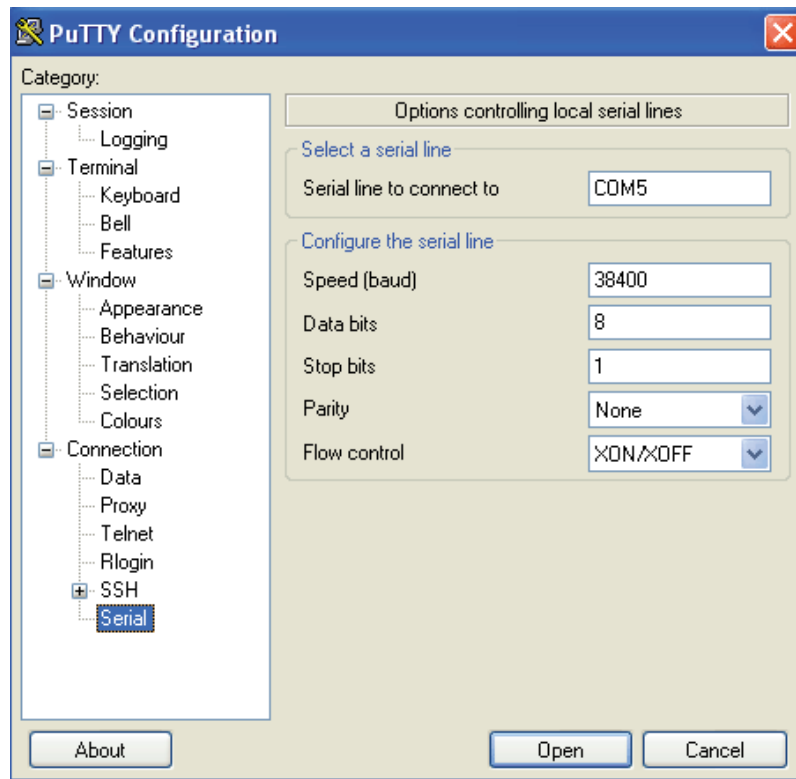 PuTTY Configuration
Category:
Session
Logging
Terminal
Keyboard
Bell
Features
Window
Appearance
Behaviour
Translation
Selection
Colours
Connection
Data
Proxy
Telnet
Rlogin
SSH
Serial
Options controlling local serial lines
Select a serial line
Serial line to connect to COM5
Configure the serial line
Speed (baud) 38400
Data bits 8
Stop bits 1
Parity None
Flow control XON/XOFF
About Open Cancel